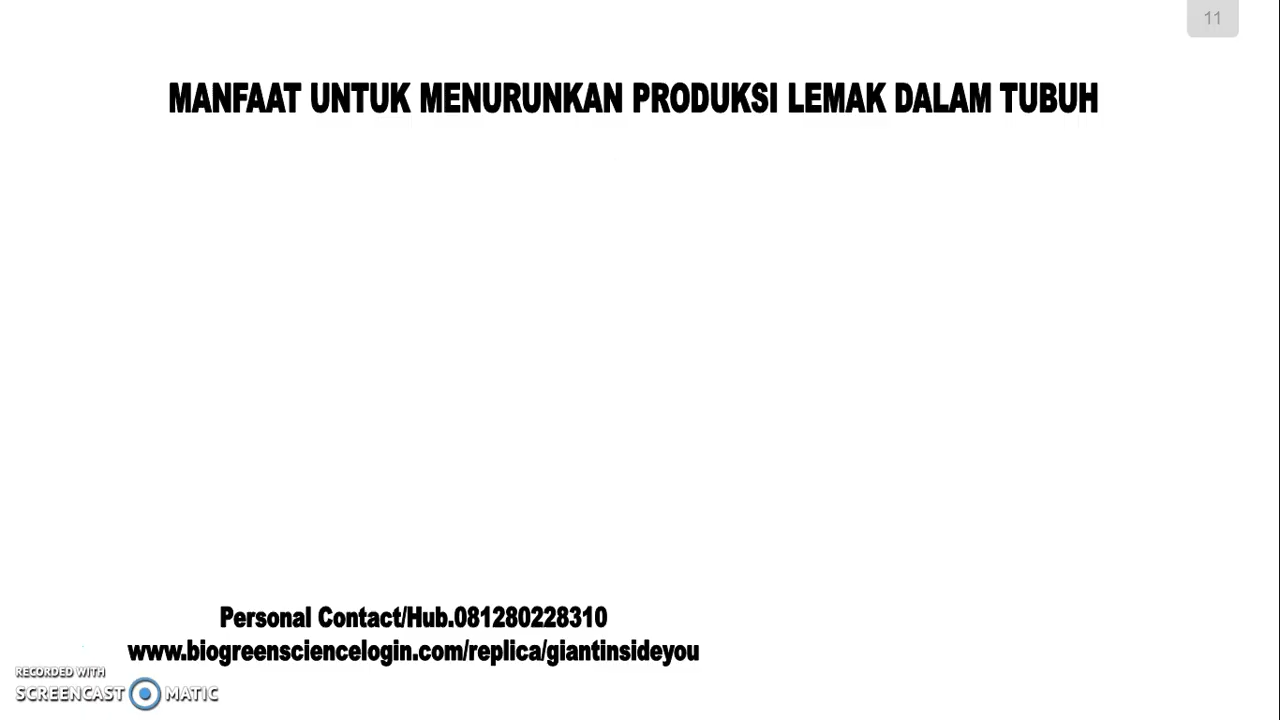 11
MANFAAT UNTUK MENURUNKAN PRODUKSI LEMAK DALAM TUBUH
Personal Contact/Hub.081280228310
www.biogreensciencelogin.com/replica/giantinsideyou
RECORDED WITH
SCREENCAST MATIC